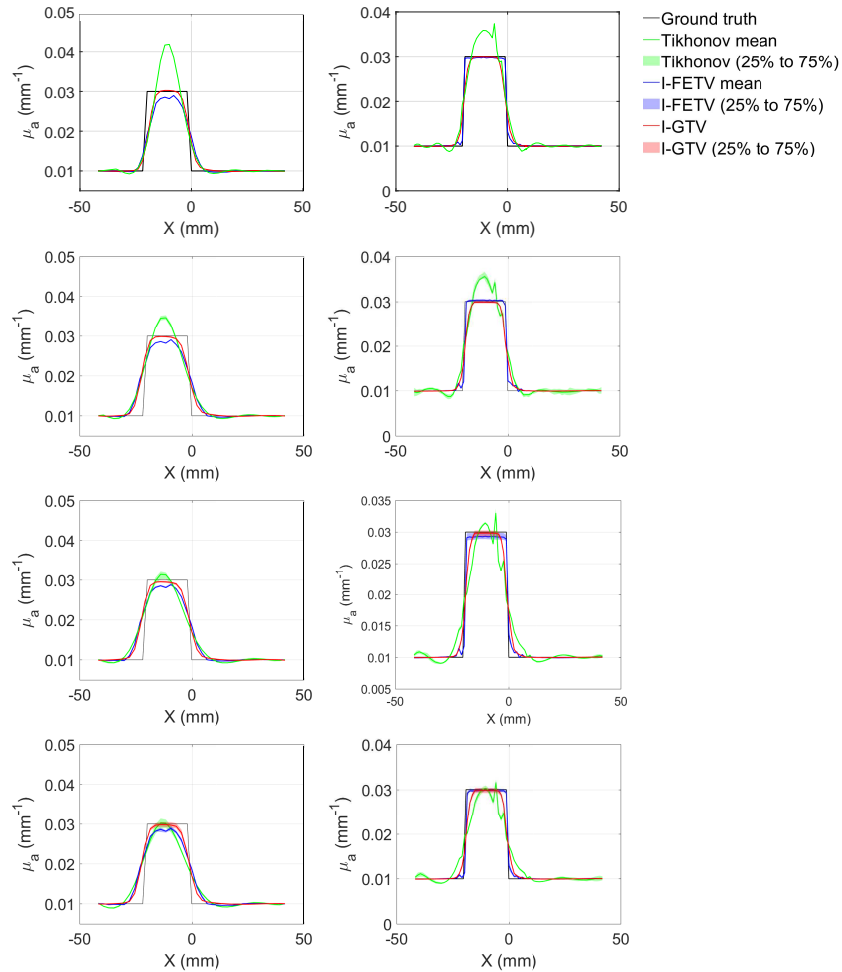 Ground truth
Tikhonov mean
Tikhonov (25% to 75%)
I-FETV mean
I-FETV (25% to 75%)
I-GTV
I-GTV (25% to 75%)
0.04
0.03
0.02
0.01
μa (mm-1)
-50 0 50
X (mm)
0.04
0.03
0.02
0.01
0
μa (mm-1)
-50 0 50
X (mm)
0.05
0.04
0.03
0.02
0.01
μa (mm-1)
-50 0 50
X (mm)
0.04
0.03
0.02
0.01
0
μa (mm-1)
-50 0 50
X (mm)
0.05
0.04
0.03
0.02
0.01
μa (mm-1)
-50 0 50
X (mm)
0.035
0.03
0.025
0.02
0.015
0.01
0.005
μa (mm-1)
-50 0 50
X (mm)
0.05
0.04
0.03
0.02
0.01
μa (mm-1)
-50 0 50
X (mm)
0.04
0.03
0.02
0.01
0
μa (mm-1)
-50 0 50
X (mm)